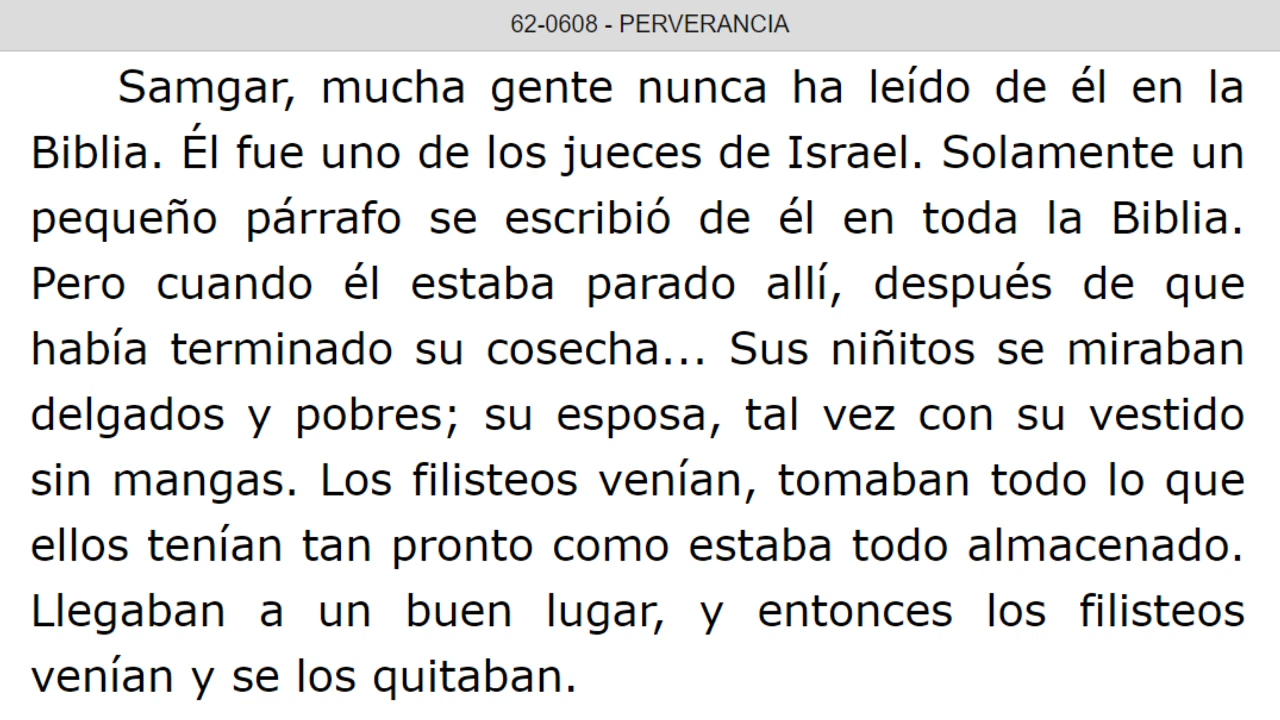 62-0608 - PERVERANCIA
Samgar, mucha gente nunca ha leído de él en la
Biblia. Él fue uno de los jueces de Israel. Solamente un
pequeño párrafo se escribió de él en toda la Biblia.
Pero cuando él estaba parado allí, después de que
había terminado su cosecha... Sus niñitos se miraban
delgados y pobres; su esposa, tal vez con su vestido
sin mangas. Los filisteos venían, tomaban todo lo que
ellos tenían tan pronto como estaba todo almacenado.
Llegaban a un buen lugar, y entonces los filisteos
venían y se los quitaban.